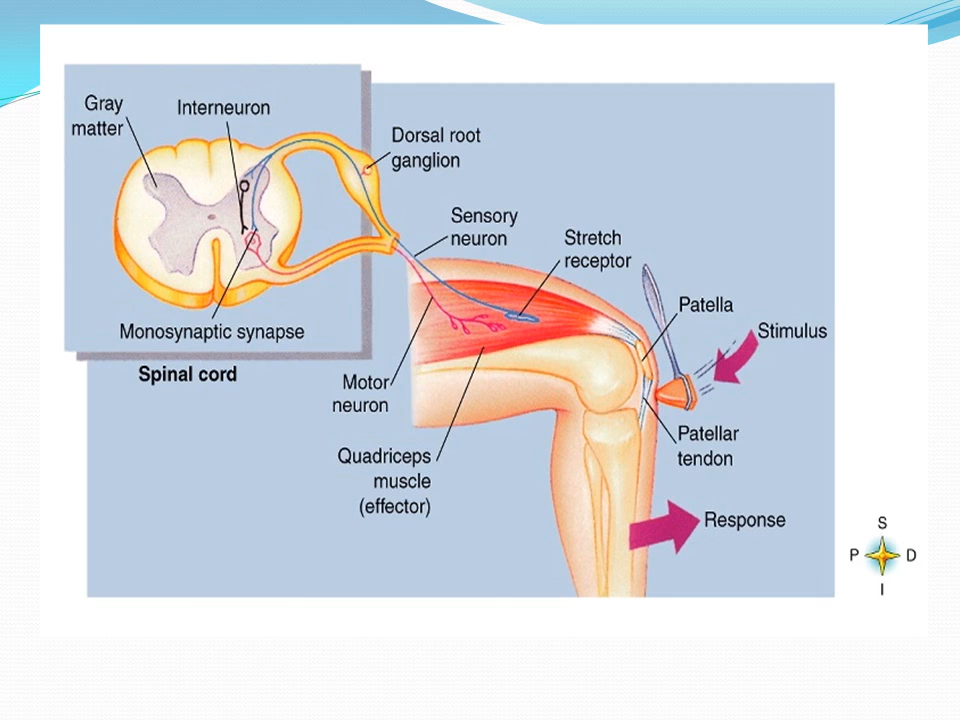 Gray
matter
Interneuron
Dorsal root
ganglion
Sensory
neuron
Stretch
receptor
Patella
Stimulus
Monosynaptic synapse
Spinal cord
Motor
neuron
Patellar
tendon
Quadriceps
muscle
(effector)
Response
S
P D
I